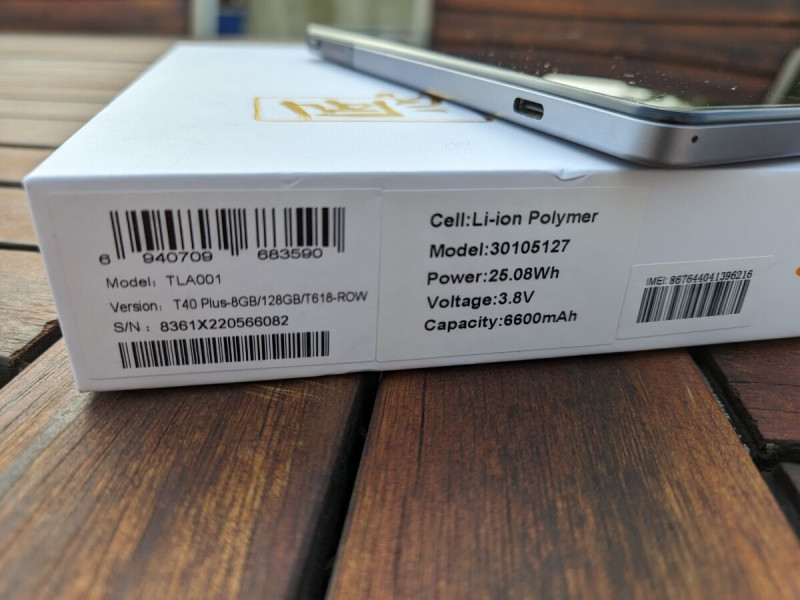 6 940709 683590
Model: TLA001
Version: T40 Plus-8GB/128GB/T618-ROW
S/N : 8361X220566082
Cell:Li-ion Polymer
Model:30105127
Power:25.08Wh
Voltage:3.8V
Capacity:6600mAh
IMEI: 867644041396216